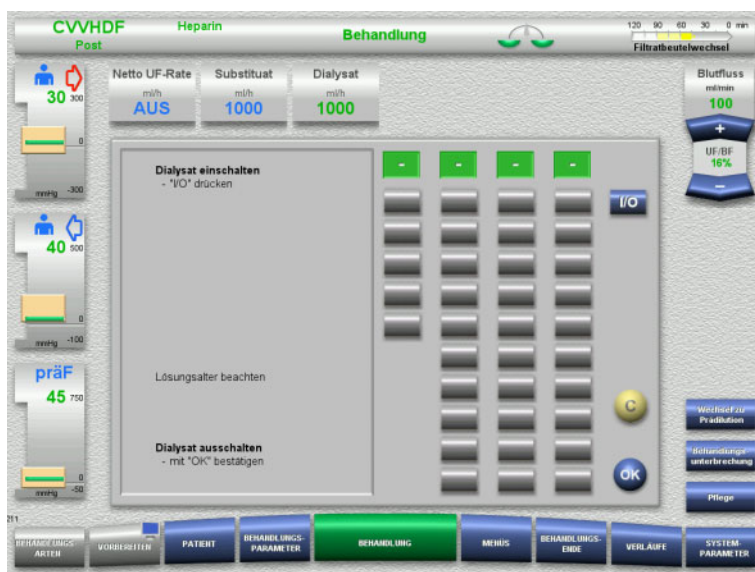 CVVHDF
Post
Heparin
Behandlung
120 90 60 30 0 min
Filtratbeutelwechsel
30 300
0
mmHg -300
40 500
0
mmHg -100
präF
45 750
0
mmHg -50
Netto UF-Rate
ml/h
AUS
Substituat
ml/h
1000
Dialysat
ml/h
1000
Blutfluss
ml/min
100
+
UF/BF
16%
-
Dialysat einschalten
- "I/O" drücken
Lösungsalter beachten
Dialysat ausschalten
- mit "OK" bestätigen
- - - -
I/O
C
OK
Wechsel zu
Prädilution
Behandlungs-
unterbrechung
Pflege
211
BEHANDLUNGS-
ARTEN
VORBEREITEN
PATIENT
BEHANDLUNGS-
PARAMETER
BEHANDLUNG
MENÜS
BEHANDLUNGS-
ENDE
VERLÄUFE
SYSTEM-
PARAMETER